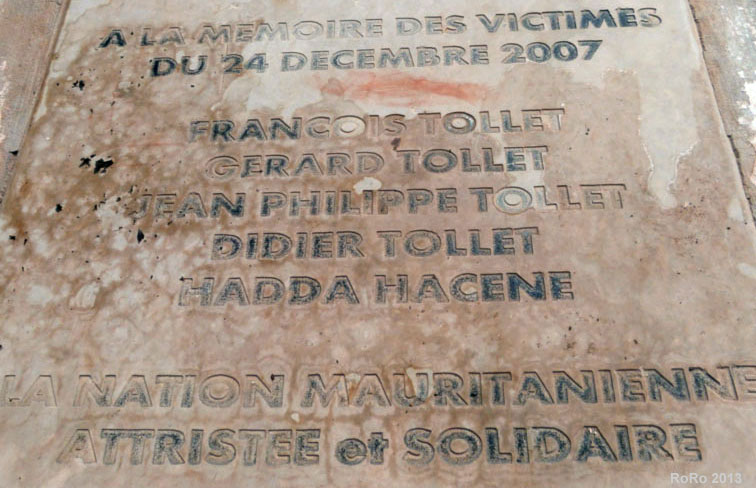 A LA MEMOIRE DES VICTIMES
DU 24 DECEMBRE 2007
FRANCOIS TOLLET
GERARD TOLLET
JEAN PHILIPPE TOLLET
DIDIER TOLLET
HADDA HACENE
LA NATION MAURITANIENNE
ATTRISTEE et SOLIDAIRE
RoRo 2013